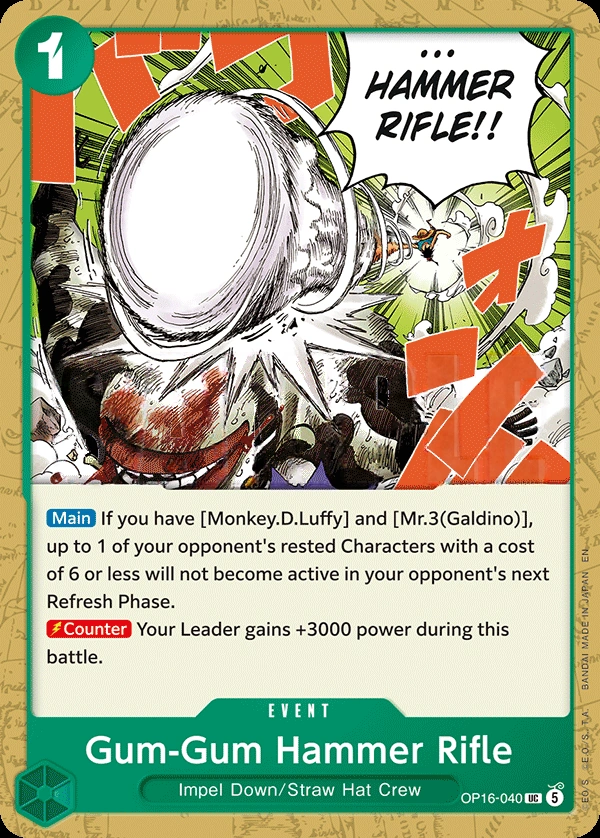 1
...
HAMMER
RIFLE!!
Main If you have [Monkey.D.Luffy] and [Mr.3(Galdino)],
up to 1 of your opponent's rested Characters with a cost
of 6 or less will not become active in your opponent's next
Refresh Phase.
Counter Your Leader gains +3000 power during this
battle.
EVENT
Gum-Gum Hammer Rifle
Impel Down/Straw Hat Crew
OP16-040 UC 5
BANDAI MADE IN JAPAN EN